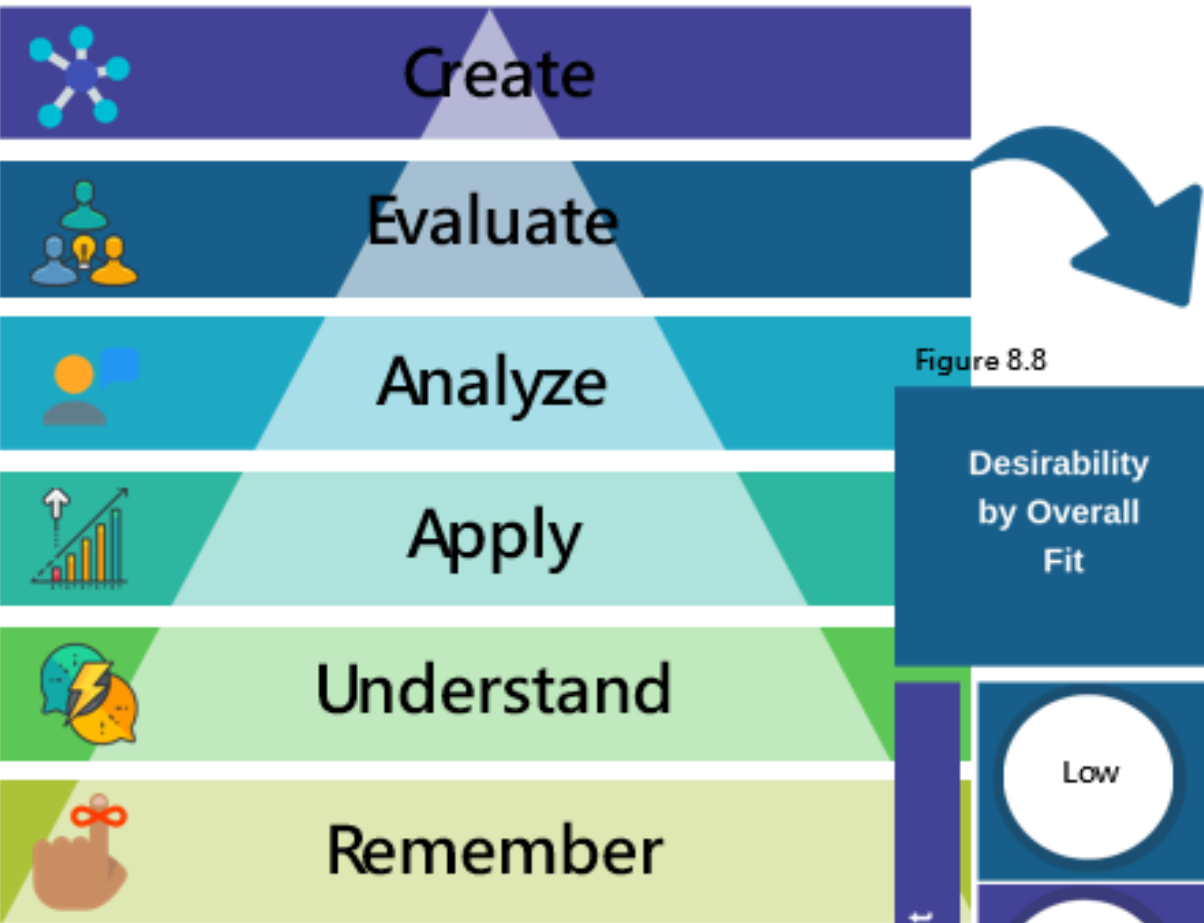 Create
Evaluate
Analyze
Figure 8.8
Desirability
by Overall
Fit
Apply
Understand
Low
Remember